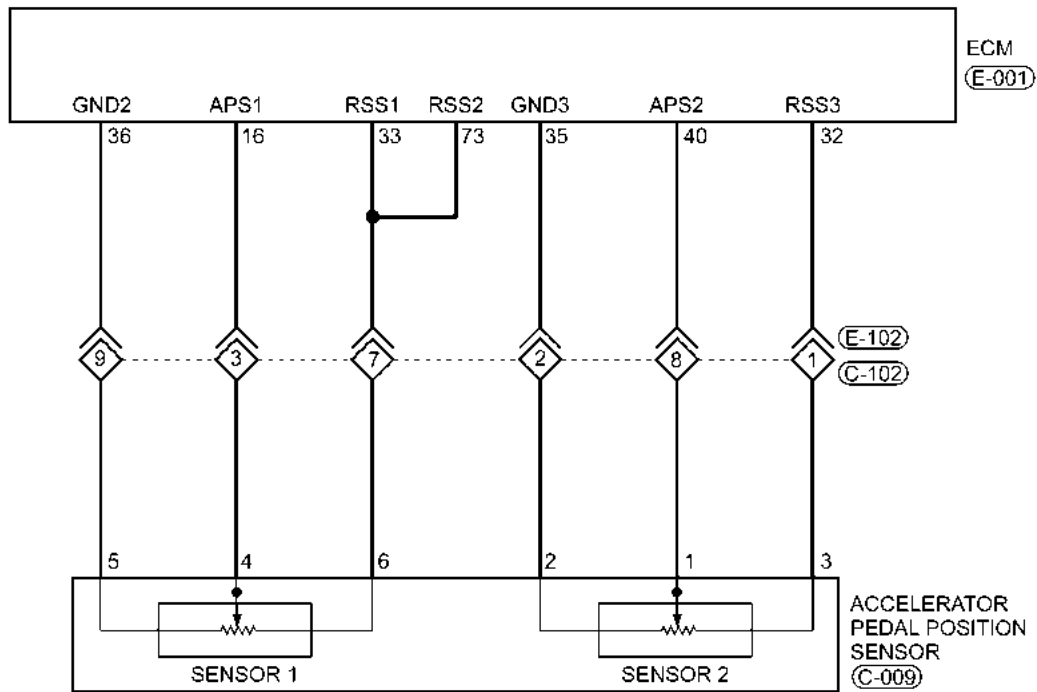 ECM
E-001
GND2 APS1 RSS1 RSS2 GND3 APS2 RSS3
36 16 33 73 35 40 32
E-102
9 3 7 2 8 1
C-102
5 4 6 2 1 3
ACCELERATOR
PEDAL POSITION
SENSOR
C-009
SENSOR 1 SENSOR 2